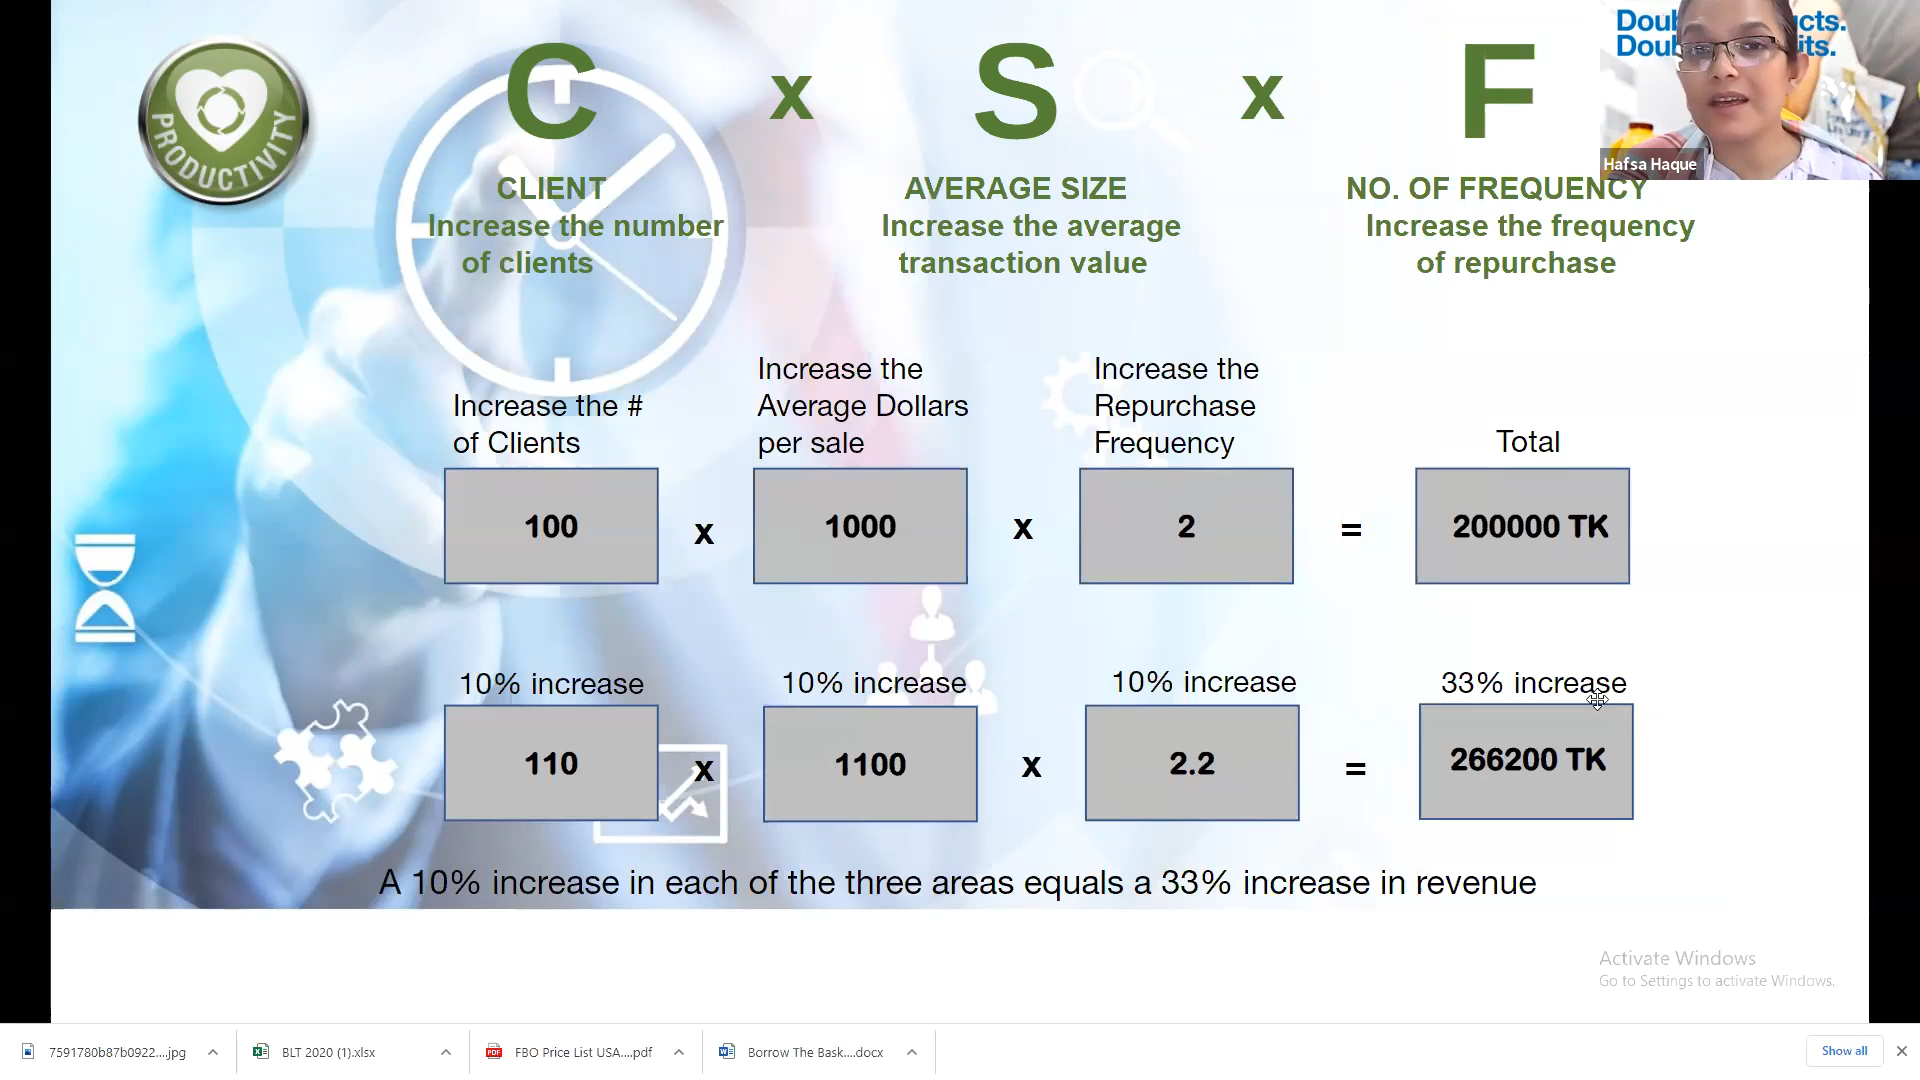 PRODUCTIVITY
C x S x F
CLIENT
Increase the number
of clients
AVERAGE SIZE
Increase the average
transaction value
NO. OF FREQUENCY
Increase the frequency
of repurchase
Hafsa Haque
Increase the #
of Clients
Increase the
Average Dollars
per sale
Increase the
Repurchase
Frequency
Total
100 x 1000 x 2 = 200000 TK
10% increase 10% increase 10% increase 33% increase
110 x 1100 x 2.2 = 266200 TK
A 10% increase in each of the three areas equals a 33% increase in revenue
Activate Windows
Go to Settings to activate Windows.
7591780b87b0922....jpg
BLT 2020 (1).xlsx
FBO Price List USA....pdf
Borrow The Bask....docx
Show all